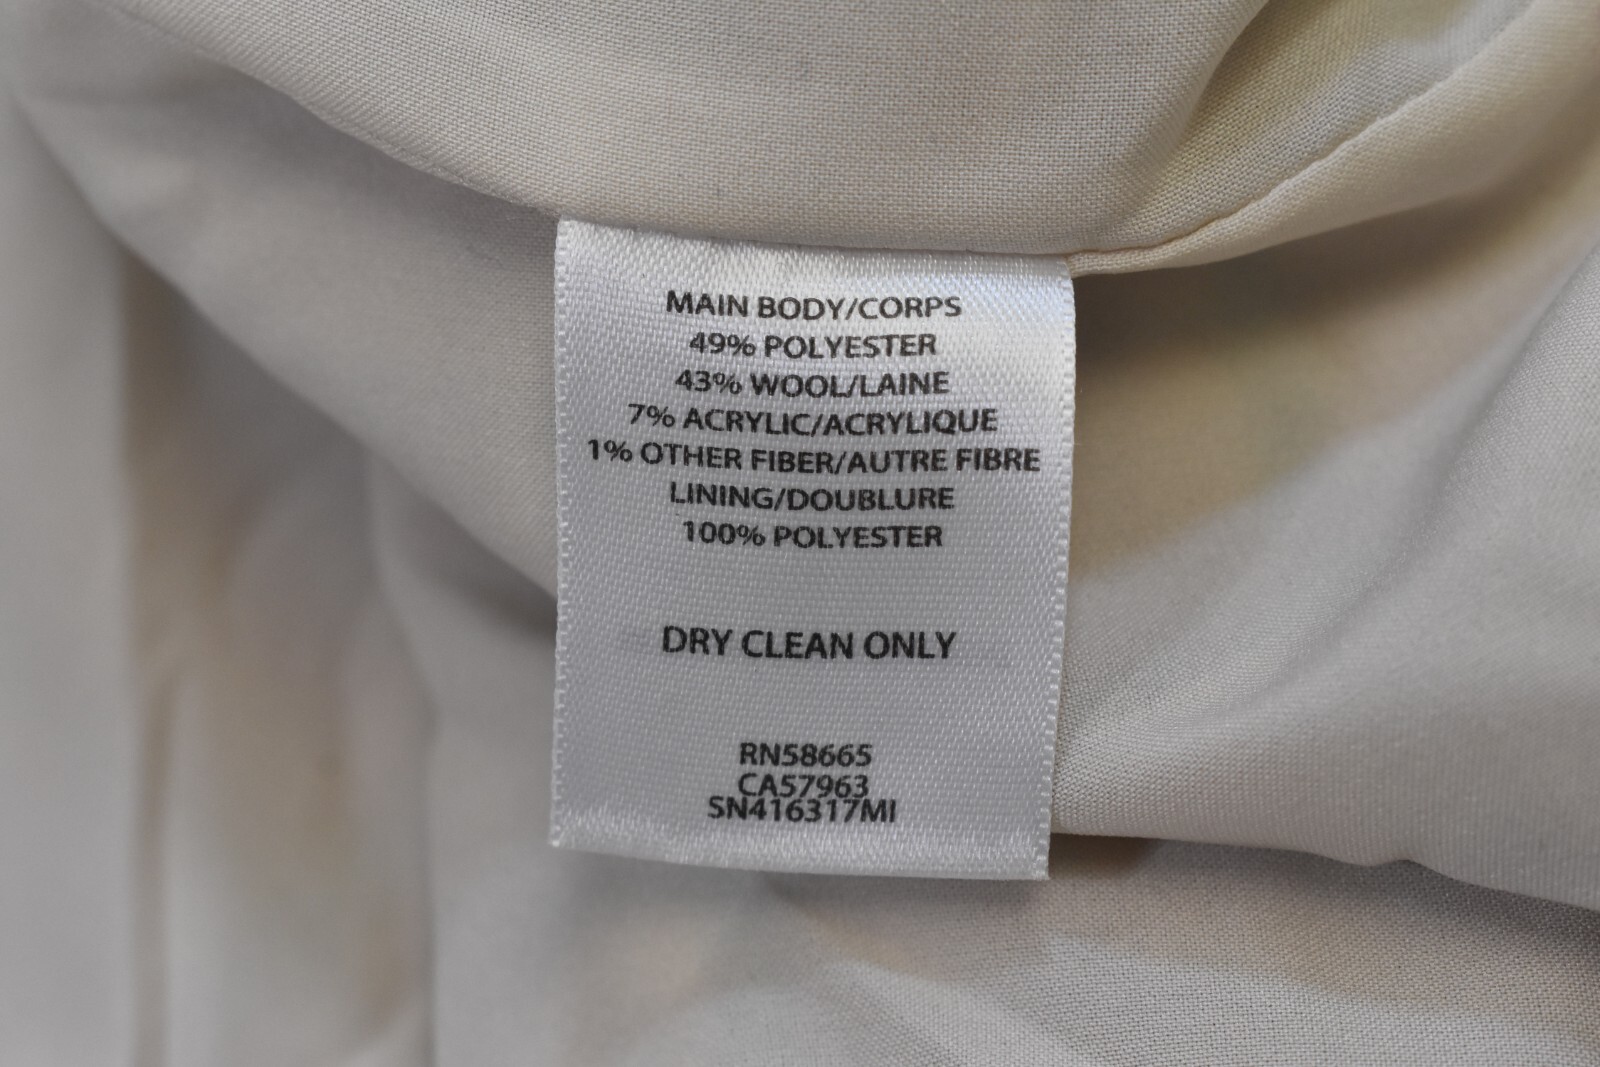 MAIN BODY/CORPS
49% POLYESTER
43% WOOL/LAINE
7% ACRYLIC/ACRYLIQUE
1% OTHER FIBER/AUTRE FIBRE
LINING/DOUBLURE
100% POLYESTER
DRY CLEAN ONLY
RN58665
CA57963
SN416317MI